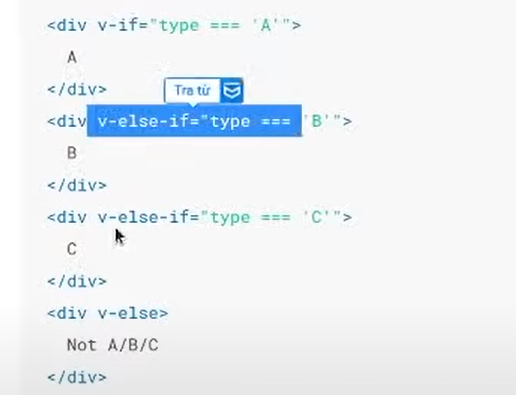 <div v-if="type === 'A'">
A
</div>
Tra từ
<div v-else-if="type === 'B'">
B
</div>
<div v-else-if="type === 'C'">
C
</div>
<div v-else>
Not A/B/C
</div>